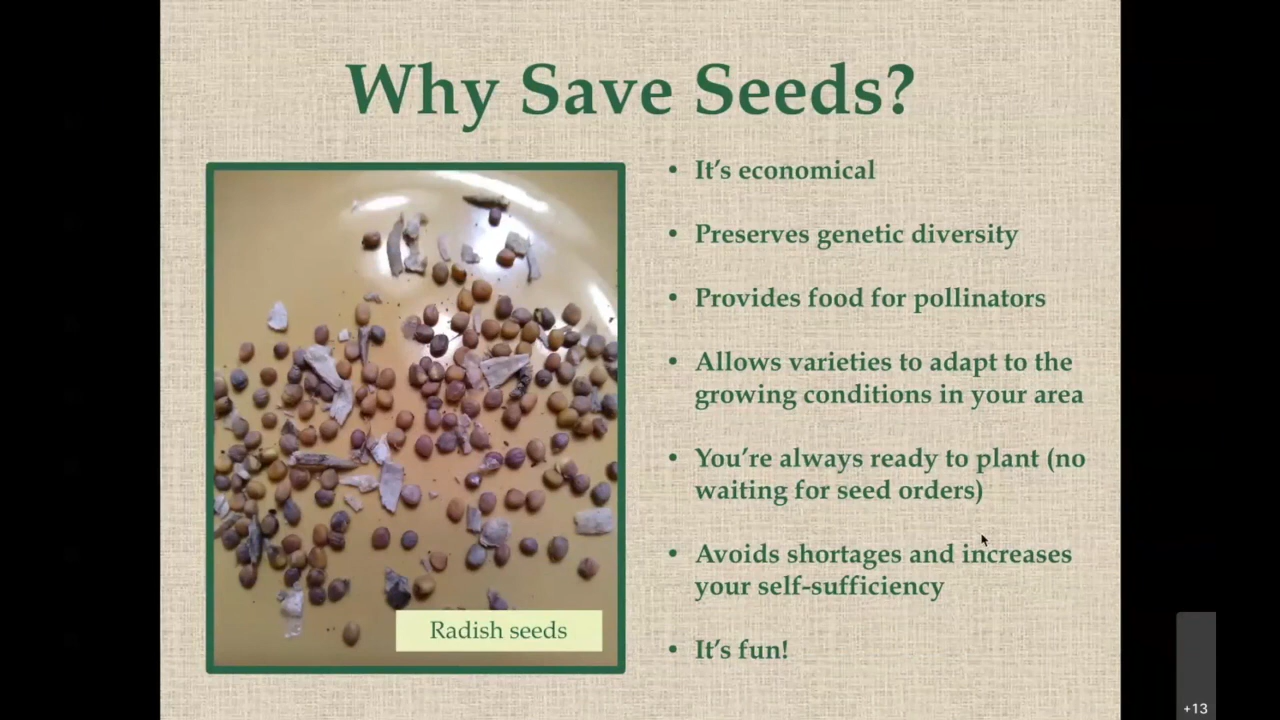 Why Save Seeds?
• It’s economical
• Preserves genetic diversity
• Provides food for pollinators
• Allows varieties to adapt to the
growing conditions in your area
• You’re always ready to plant (no
waiting for seed orders)
• Avoids shortages and increases
your self-sufficiency
• It’s fun!
Radish seeds
+13